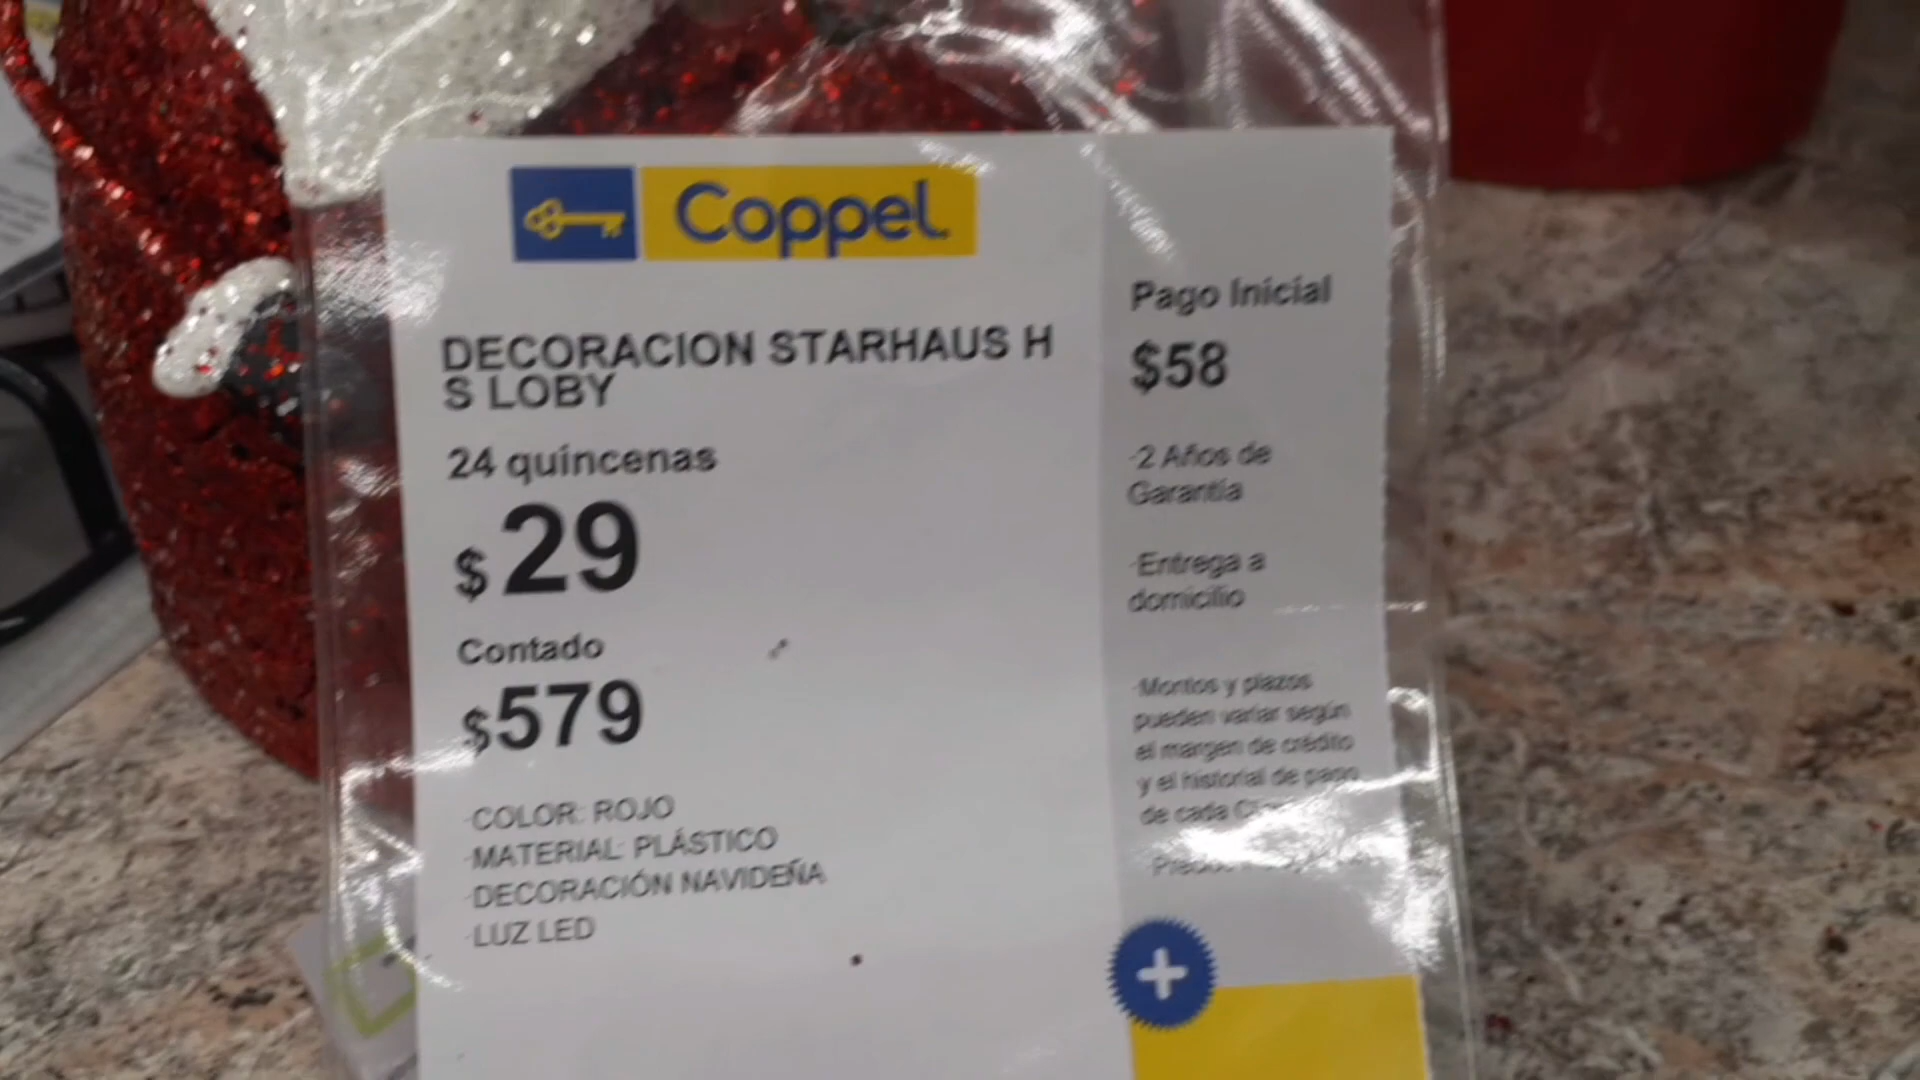 Coppel
DECORACION STARHAUS H
S LOBY
24 quincenas
$ 29
Contado
$579
·COLOR: ROJO
·MATERIAL: PLÁSTICO
·DECORACIÓN NAVIDEÑA
·LUZ LED
Pago Inicial
$58
·2 Años de
Garantía
·Entrega a
domicilio
·Montos y plazos
pueden variar según
el margen de crédito
y el historial de pago
de cada